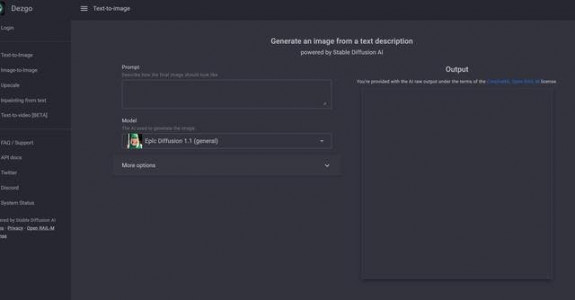 Dezgo
Text-to-image
Login
Text-to-Image
Image-to-Image
Upscale
Inpainting from text
Text-to-video [BETA]
FAQ / Support
API docs
Twitter
Discord
System Status
ered by Stable Diffusion AI
Privacy · Open RAIL-M
Generate an image from a text description
powered by Stable Diffusion AI
Prompt
Describe how the final image should look like
Model
The AI used to generate the image
Epic Diffusion 1.1 (general)
More options
Output
You're provided with the AI raw output under the terms of the CreativeML Open RAIL-M license